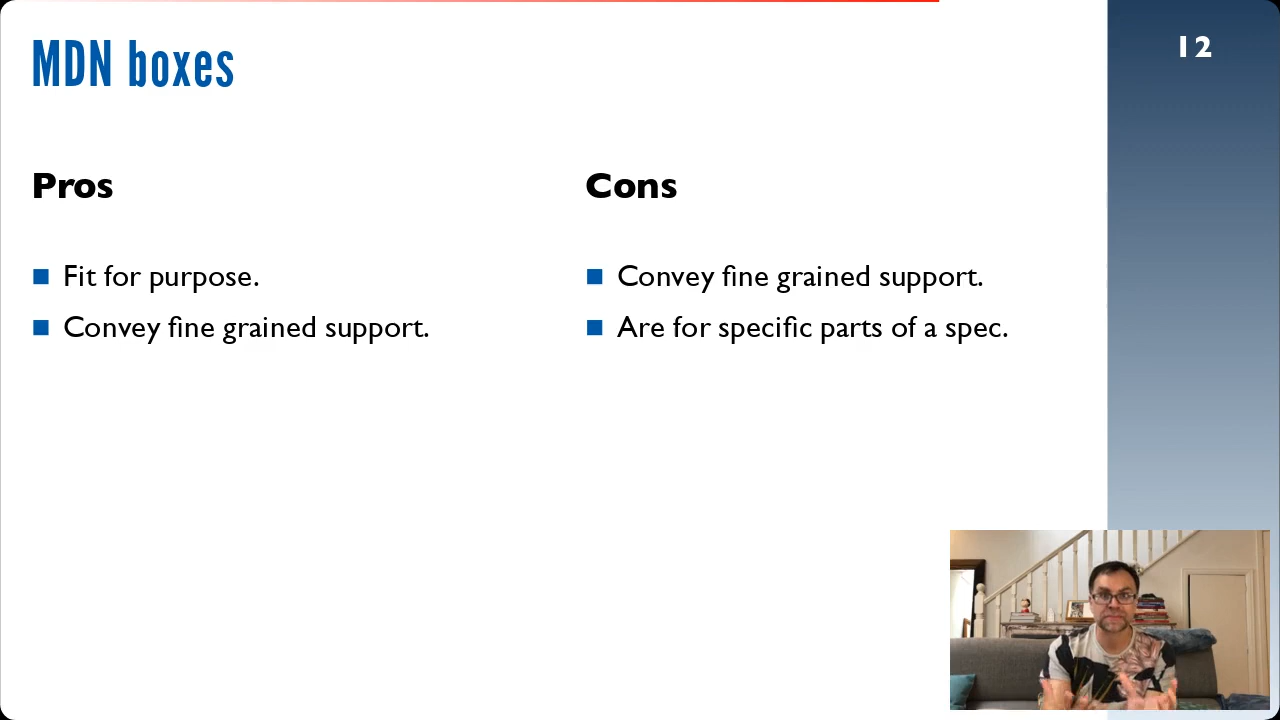 MDN boxes
12
Pros
Fit for purpose.
Convey fine grained support.
Cons
Convey fine grained support.
Are for specific parts of a spec.